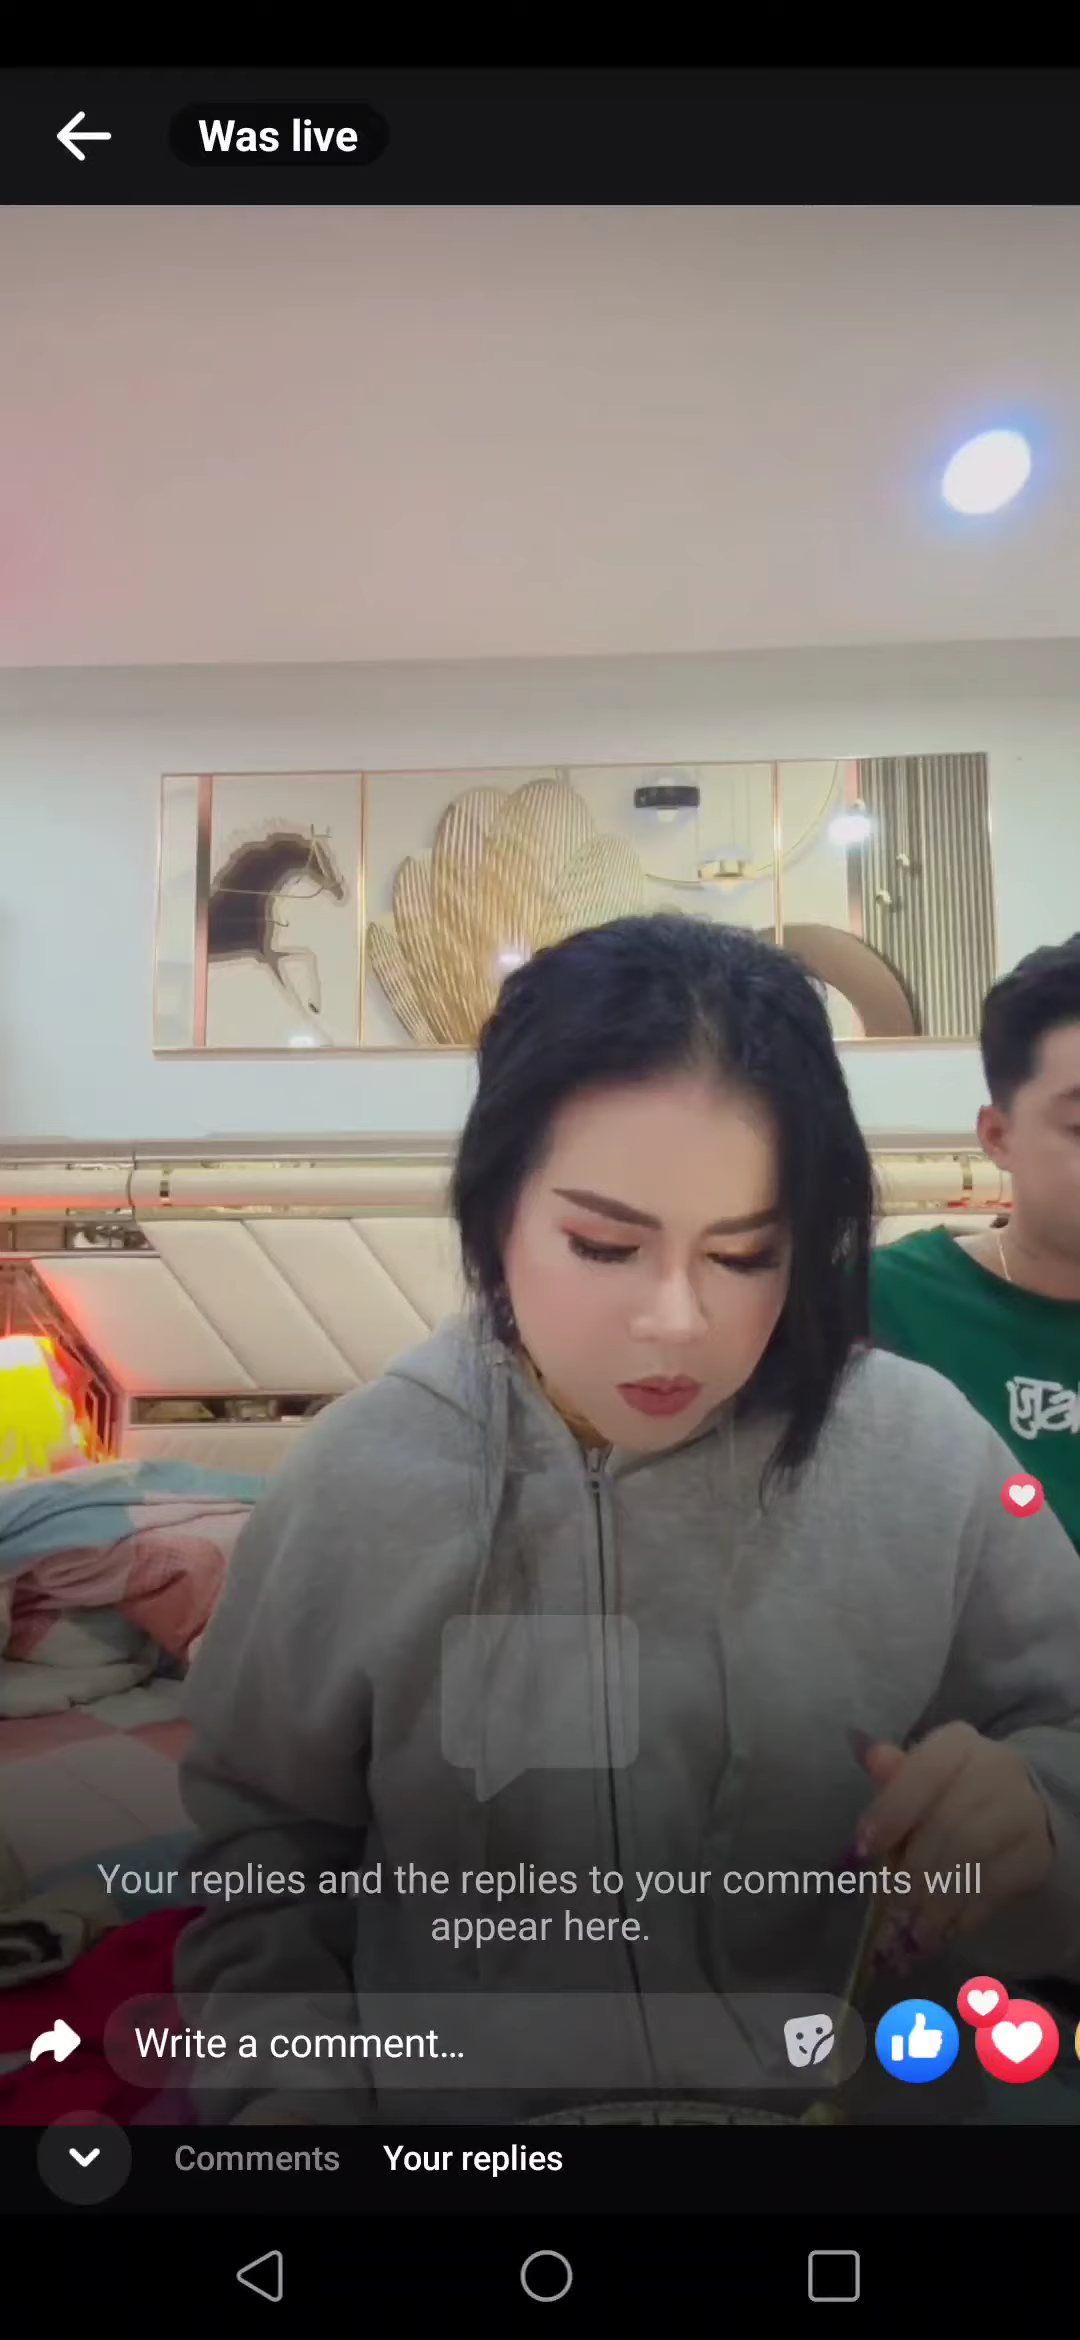 Was live
Your replies and the replies to your comments will
appear here.
Write a comment...
Comments
Your replies